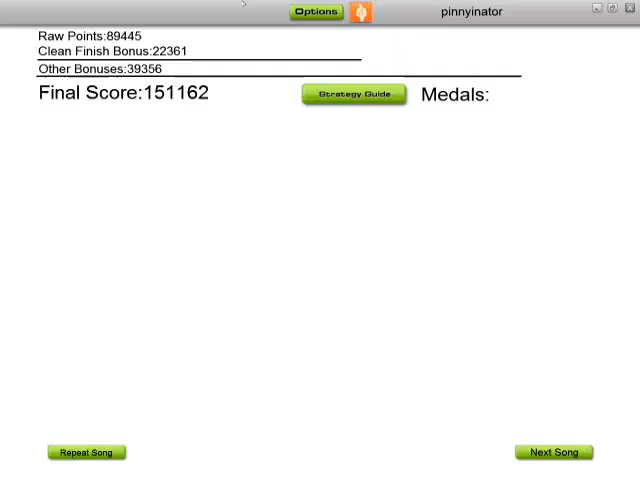 Options
pinnyinator
Raw Points:89445
Clean Finish Bonus:22361
Other Bonuses:39356
Final Score:151162
Strategy Guide
Medals:
Repeat Song
Next Song